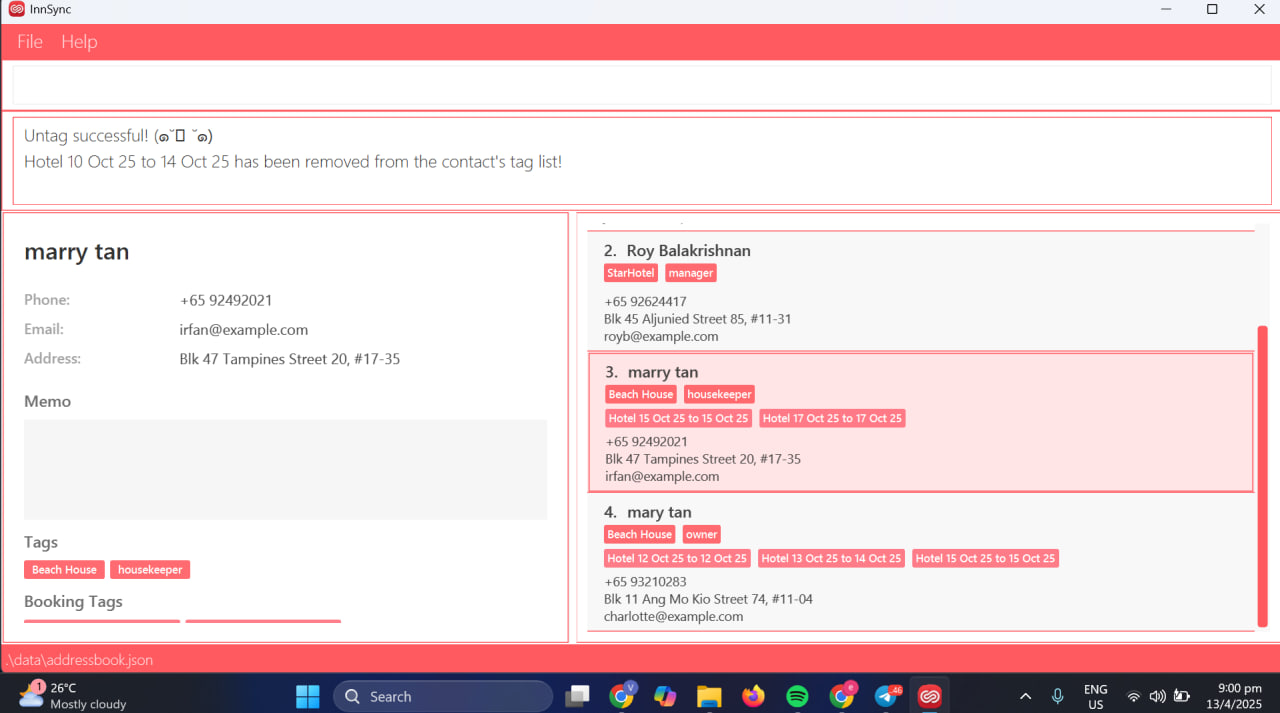 InnSync
File Help
Untag successful! (๑˘▯ ˘๑)
Hotel 10 Oct 25 to 14 Oct 25 has been removed from the contact's tag list!
marry tan
Phone: +65 92492021
Email: irfan@example.com
Address: Blk 47 Tampines Street 20, #17-35
Memo
Tags
Beach House housekeeper
Booking Tags
2. Roy Balakrishnan
StarHotel manager
+65 92624417
Blk 45 Aljunied Street 85, #11-31
royb@example.com
3. marry tan
Beach House housekeeper
Hotel 15 Oct 25 to 15 Oct 25 Hotel 17 Oct 25 to 17 Oct 25
+65 92492021
Blk 47 Tampines Street 20, #17-35
irfan@example.com
4. mary tan
Beach House owner
Hotel 12 Oct 25 to 12 Oct 25 Hotel 13 Oct 25 to 14 Oct 25 Hotel 15 Oct 25 to 15 Oct 25
+65 93210283
Blk 11 Ang Mo Kio Street 74, #11-04
charlotte@example.com
.\data\addressbook.json
1
26°C
Mostly cloudy
Search
V
e
46
ENG
US
9:00 pm
13/4/2025